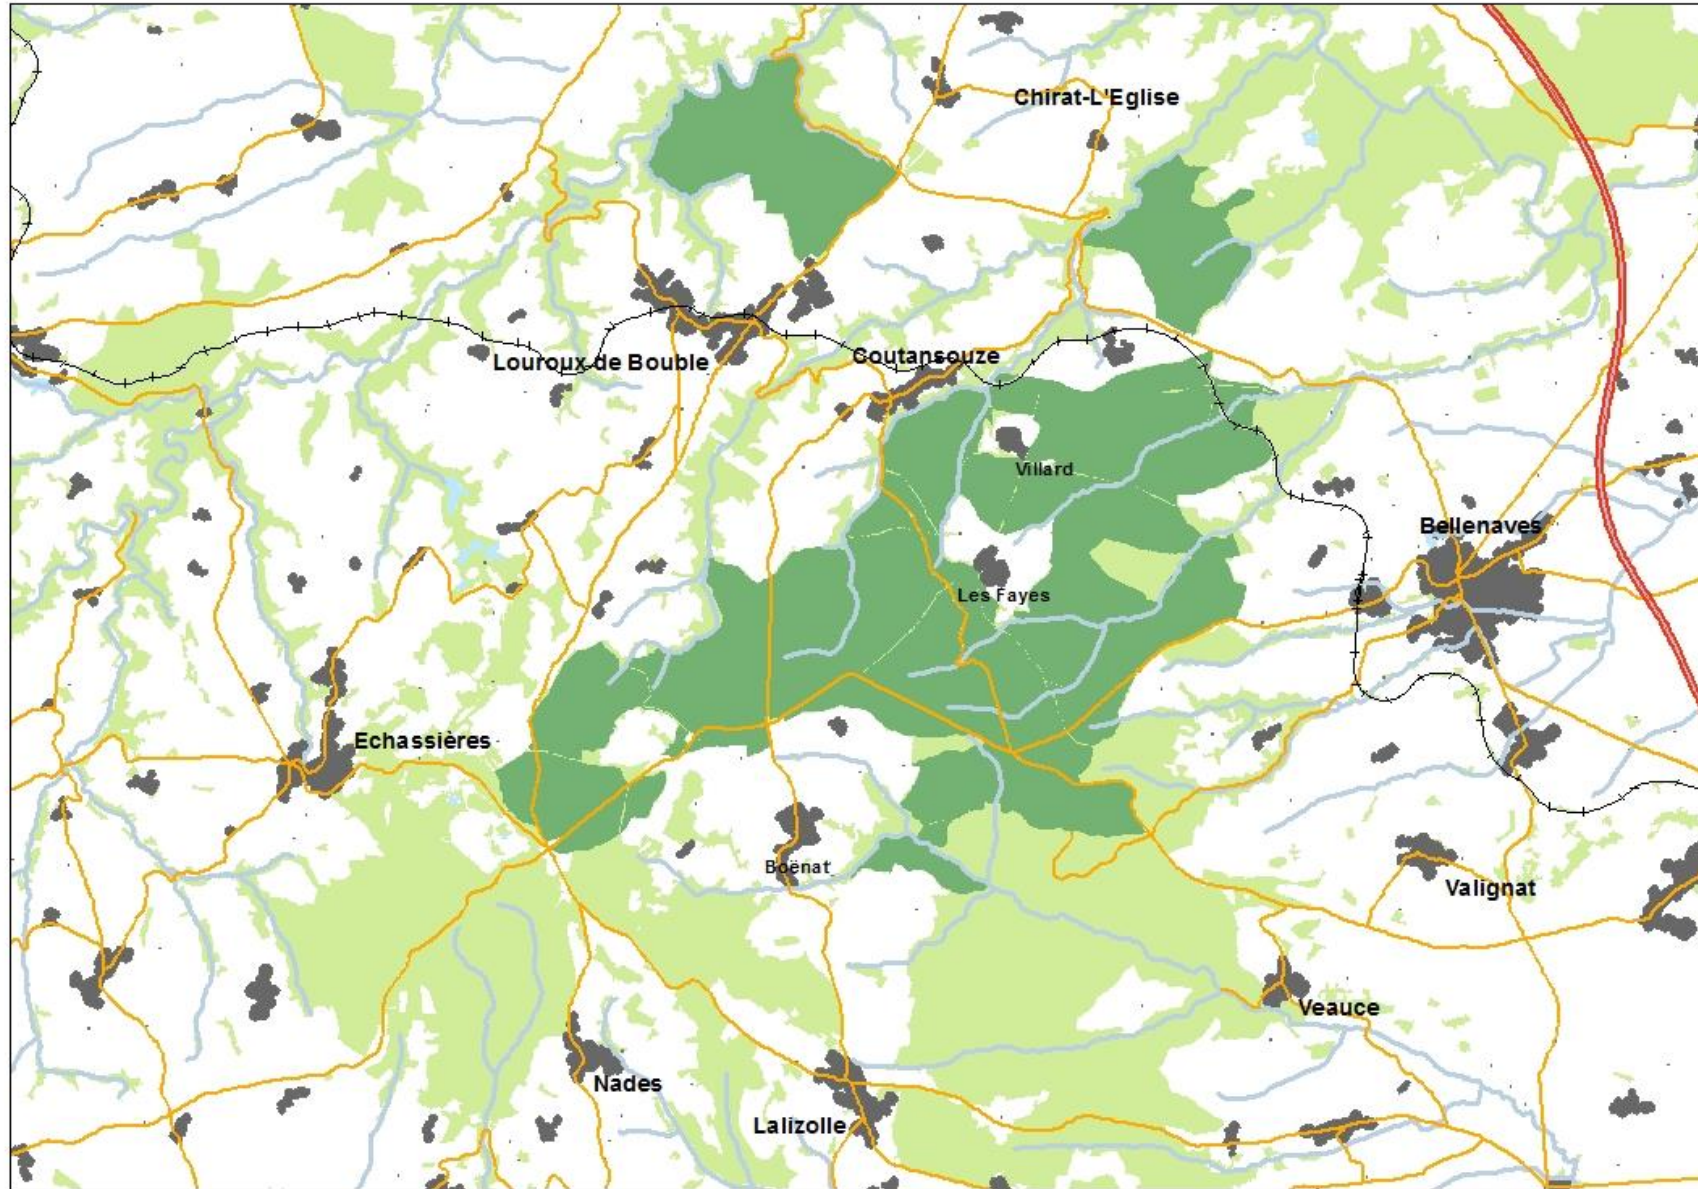 Chirat-L'Eglise
Louroux de Bouble
Coutansouze
Villard
Bellenaves
Les Fayes
Echassières
Boënat
Valignat
Veauce
Nades
Lalizolle